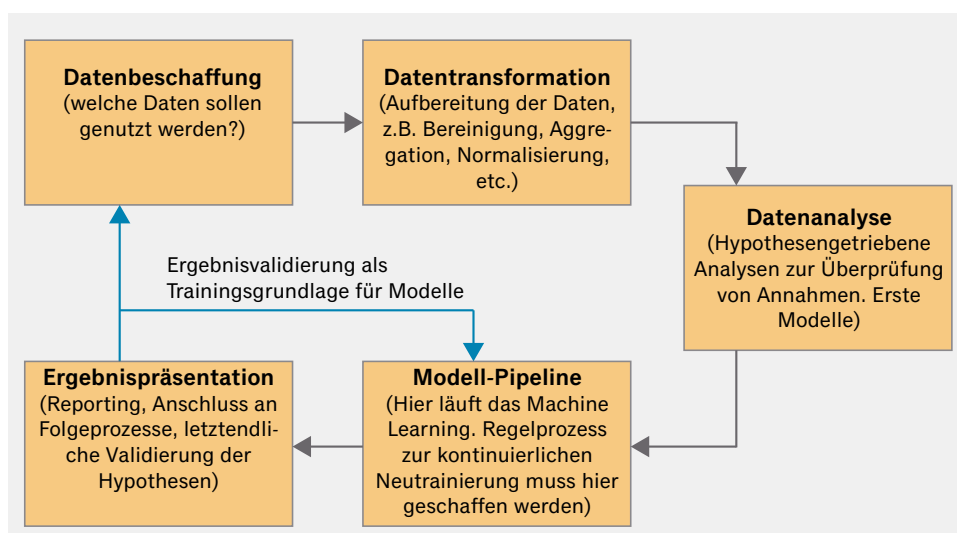 Datenbeschaffung
(welche Daten sollen
genutzt werden?)
Datentransformation
(Aufbereitung der Daten,
z.B. Bereinigung, Aggre-
gation, Normalisierung,
etc.)
Datenanalyse
(Hypothesengetriebene
Analysen zur Überprüfung
von Annahmen. Erste
Modelle)
Ergebnisvalidierung als
Trainingsgrundlage für Modelle
Ergebnispräsentation
(Reporting, Anschluss an
Folgeprozesse, letztendli-
che Validierung der
Hypothesen)
Modell-Pipeline
(Hier läuft das Machine
Learning. Regelprozess
zur kontinuierlichen
Neutrainierung muss hier
geschaffen werden)